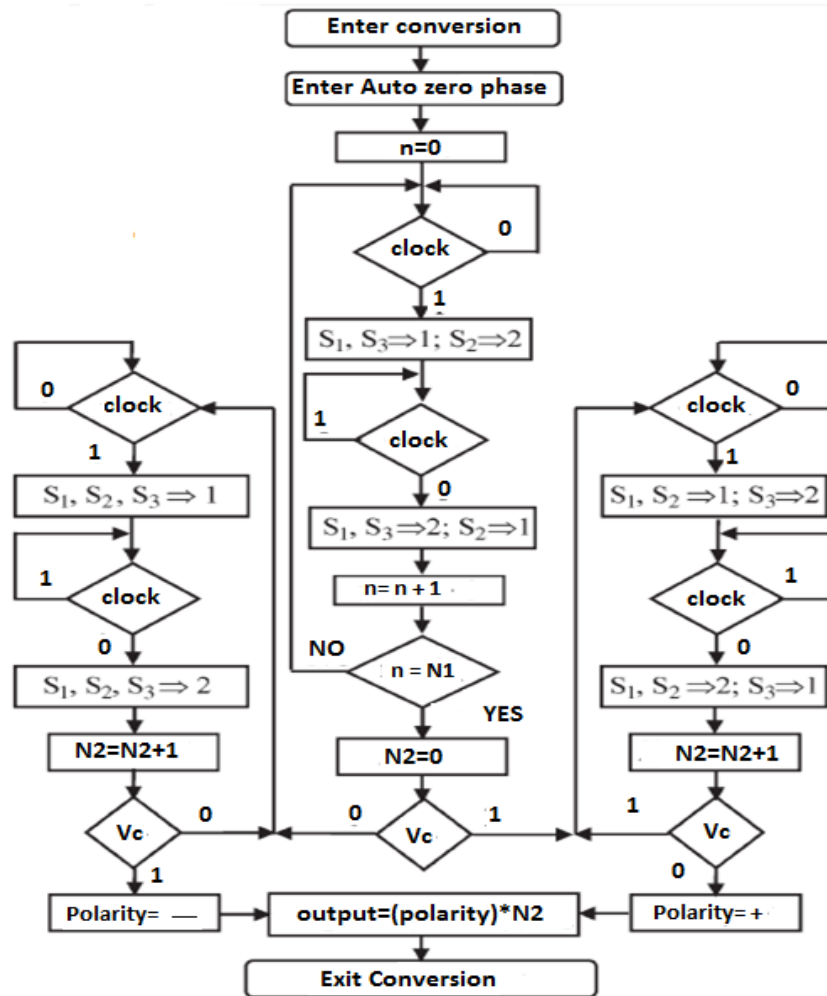 Enter conversion
Enter Auto zero phase
n=0
clock
0
1
S₁, S₃⇒1; S₂⇒2
clock
1
0
S₁, S₃⇒2; S₂⇒1
n= n + 1
n = N1
NO
YES
N2=0
Vc
0
1
clock
0
1
S₁, S₂, S₃ ⇒ 1
clock
1
0
S₁, S₂, S₃ ⇒ 2
N2=N2+1
Vc
0
1
Polarity= —
clock
0
1
S₁, S₂ ⇒1; S₃⇒2
clock
1
0
S₁, S₂ ⇒2; S₃⇒1
N2=N2+1
Vc
1
0
Polarity= +
output=(polarity)*N2
Exit Conversion